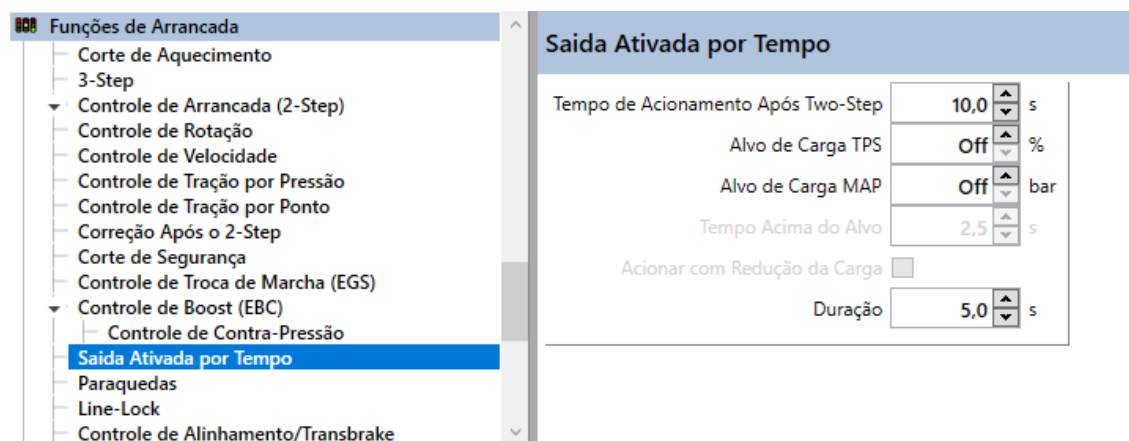 Funções de Arrancada
Corte de Aquecimento
3-Step
Controle de Arrancada (2-Step)
Controle de Rotação
Controle de Velocidade
Controle de Tração por Pressão
Controle de Tração por Ponto
Correção Após o 2-Step
Corte de Segurança
Controle de Troca de Marcha (EGS)
Controle de Boost (EBC)
Controle de Contra-Pressão
Saida Ativada por Tempo
Paraquedas
Line-Lock
Controle de Alinhamento/Transbrake
Saida Ativada por Tempo
Tempo de Acionamento Após Two-Step 10,0 s
Alvo de Carga TPS Off %
Alvo de Carga MAP Off bar
Tempo Acima do Alvo 2,5 s
Acionar com Redução da Carga
Duração 5,0 s